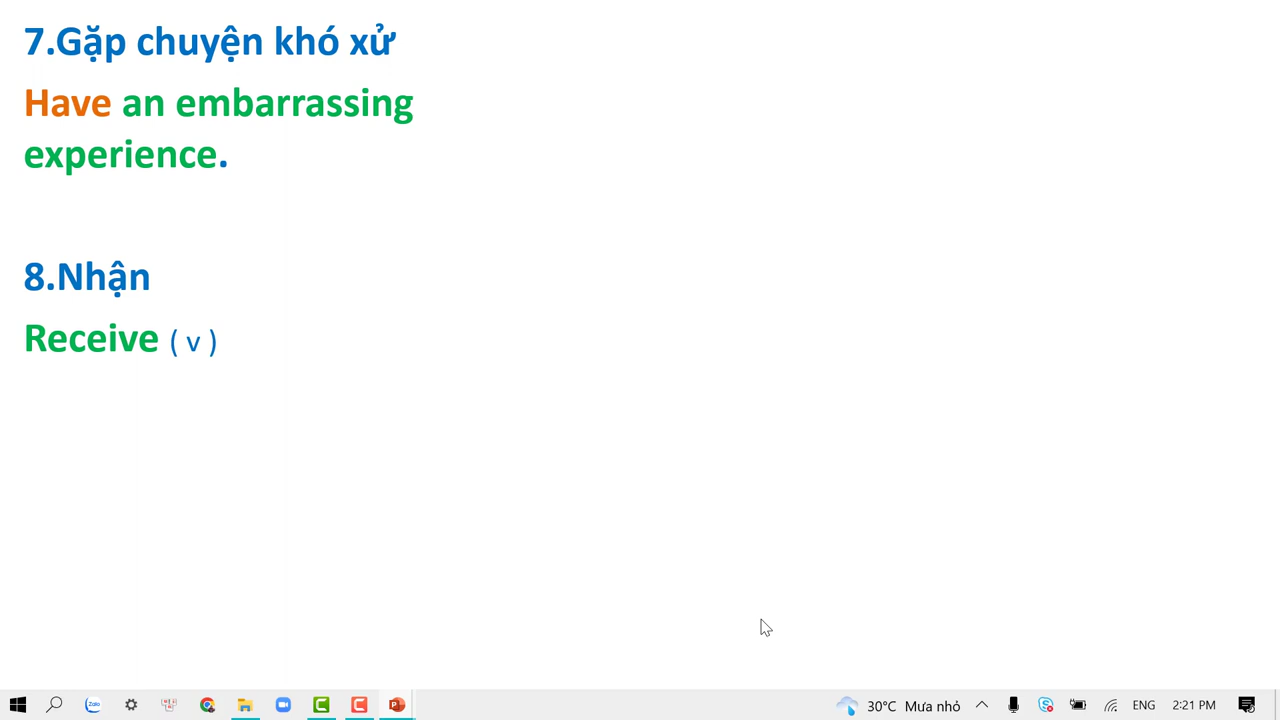 7.Gặp chuyện khó xử
Have an embarrassing
experience.
8.Nhận
Receive ( v )
Zalo
30°C Mưa nhỏ
ENG
2:21 PM